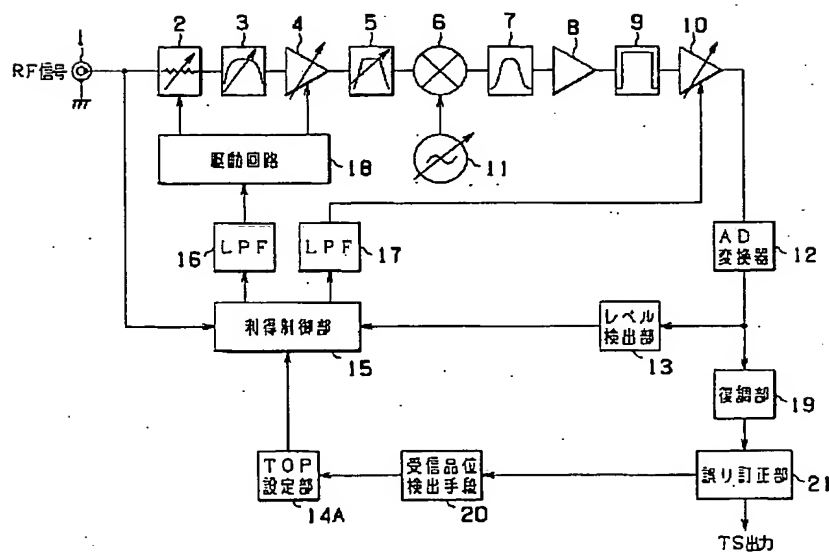 1
2
3
4
5
6
7
8
9
10
RF信号
駆動回路
18
11
LPF
16
LPF
17
AD
変換器
12
利得制御部
15
レベル
検出部
13
復調部
19
TOP
設定部
14A
受信品位
検出手段
20
誤り訂正部
21
TS出力